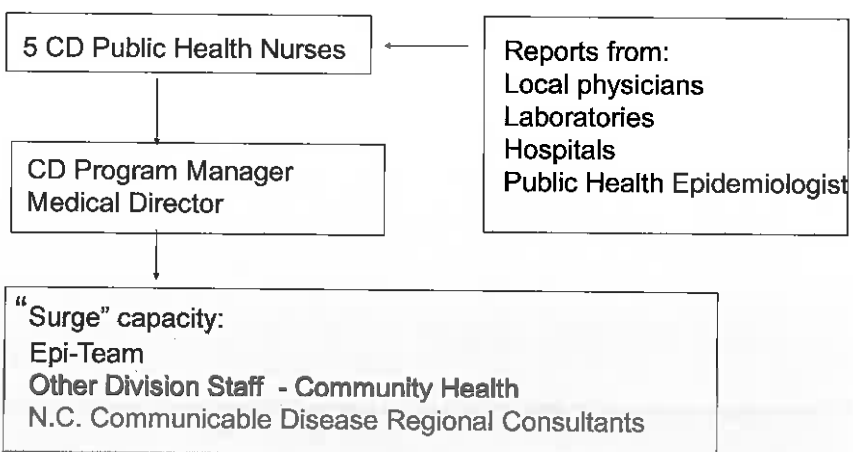 5 CD Public Health Nurses
Reports from:
Local physicians
Laboratories
Hospitals
Public Health Epidemiologist
CD Program Manager
Medical Director
“Surge” capacity:
Epi-Team
Other Division Staff - Community Health
N.C. Communicable Disease Regional Consultants